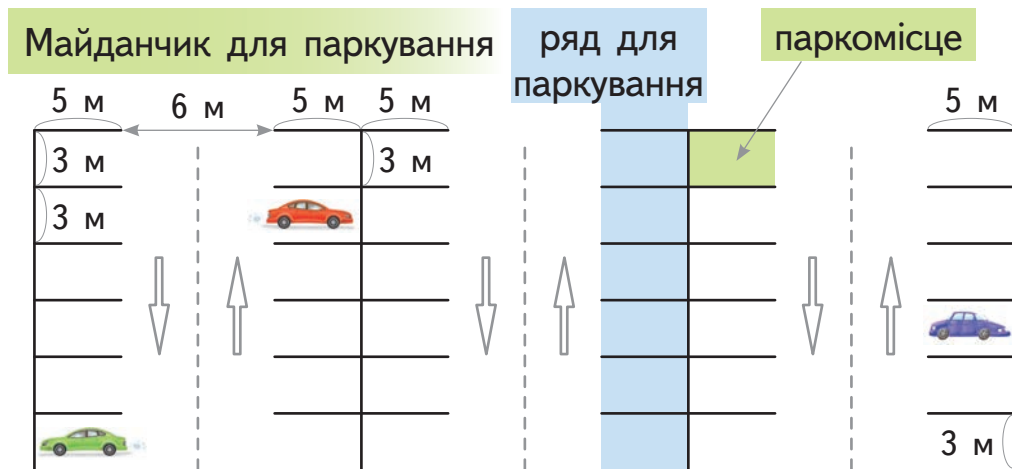 Майданчик для паркування
ряд для
паркування
паркомісце
5 м
6 м
5 м
5 м
5 м
3 м
3 м
3 м
3 м